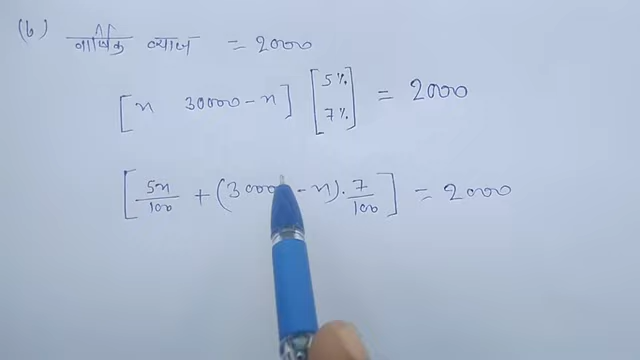 (b) वार्षिक ब्याज = 2000
[x 30000 - x] [5% 7%] = 2000
[5x/100 + (3000 - x) · 7/100] = 2000